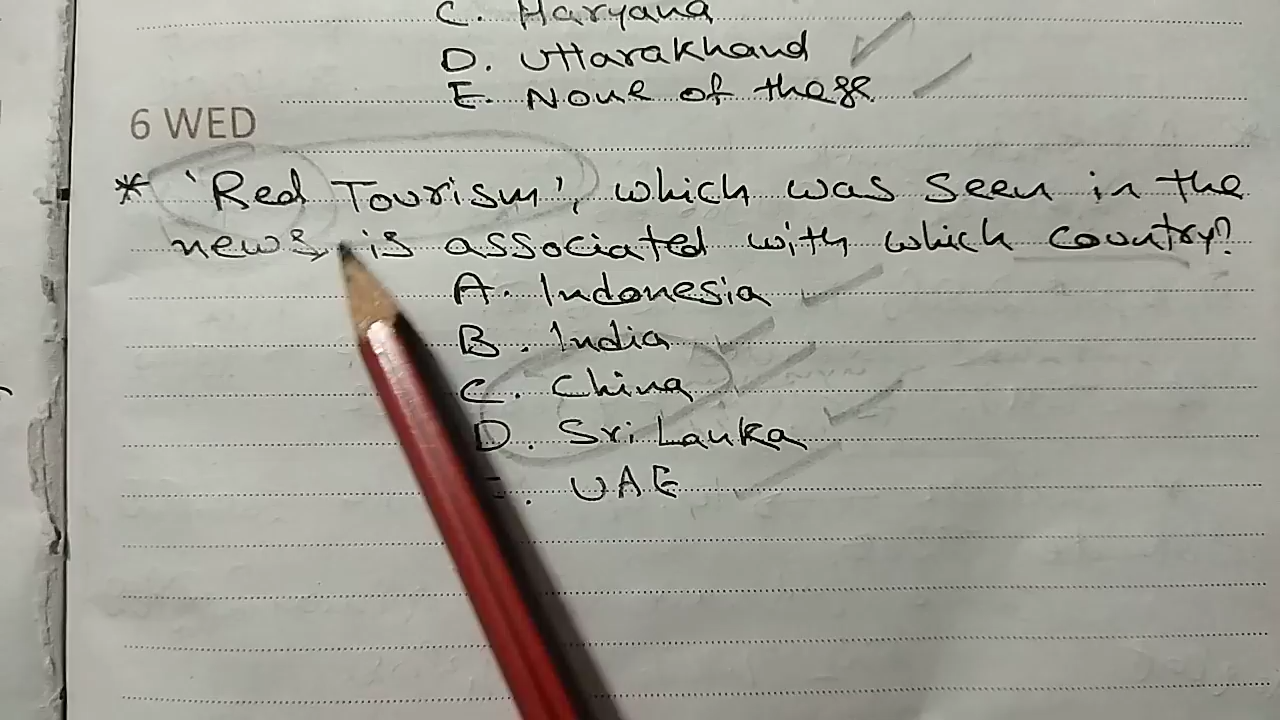 C. Haryana
D. Uttarakhand
E. None of these
6 WED
* 'Red Tourism', which was seen in the
news, is associated with which country?
A. Indonesia
B. India
C. China
D. Sri Lanka
. UAE